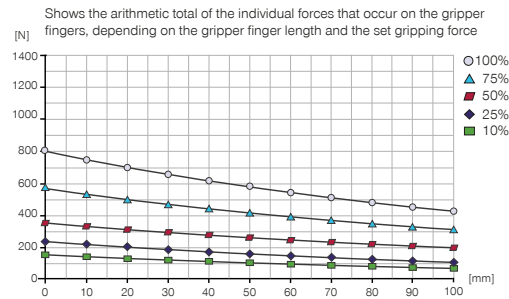 Shows the arithmetic total of the individual forces that occur on the gripper
fingers, depending on the gripper finger length and the set gripping force
[N]
1400
1200
1000
800
600
400
200
0
0 10 20 30 40 50 60 70 80 90 100
[mm]
100%
75%
50%
25%
10%